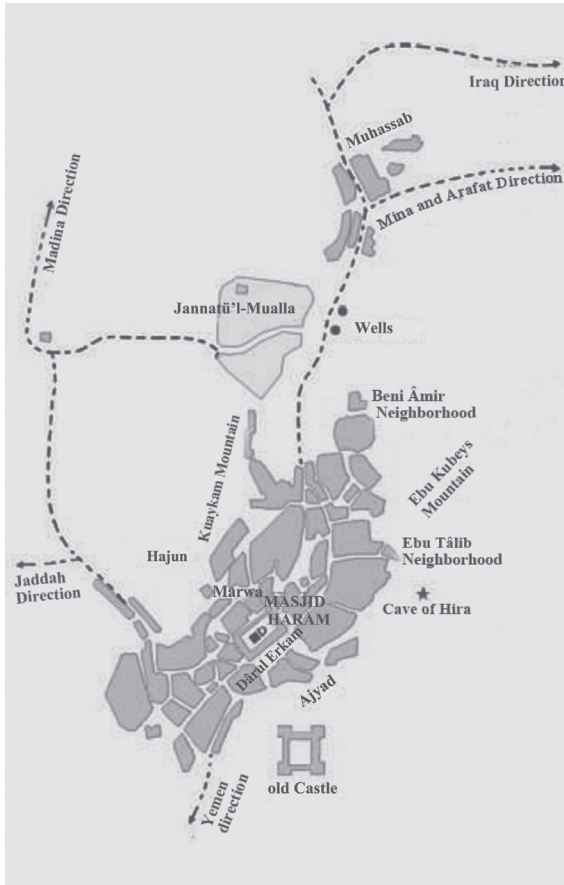 Iraq Direction
Muhassab
Mina and Arafat Direction
Madina Direction
Jannatü’l-Mualla
Wells
Beni Âmir
Neighborhood
Kuaykam Mountain
Ebu Kubeys
Mountain
Hajun
Ebu Tâlib
Neighborhood
Jaddah
Direction
Marwa
MASJID
HARAM
Cave of Hira
Dârul Erkam
Ajyad
old Castle
Yemen
direction